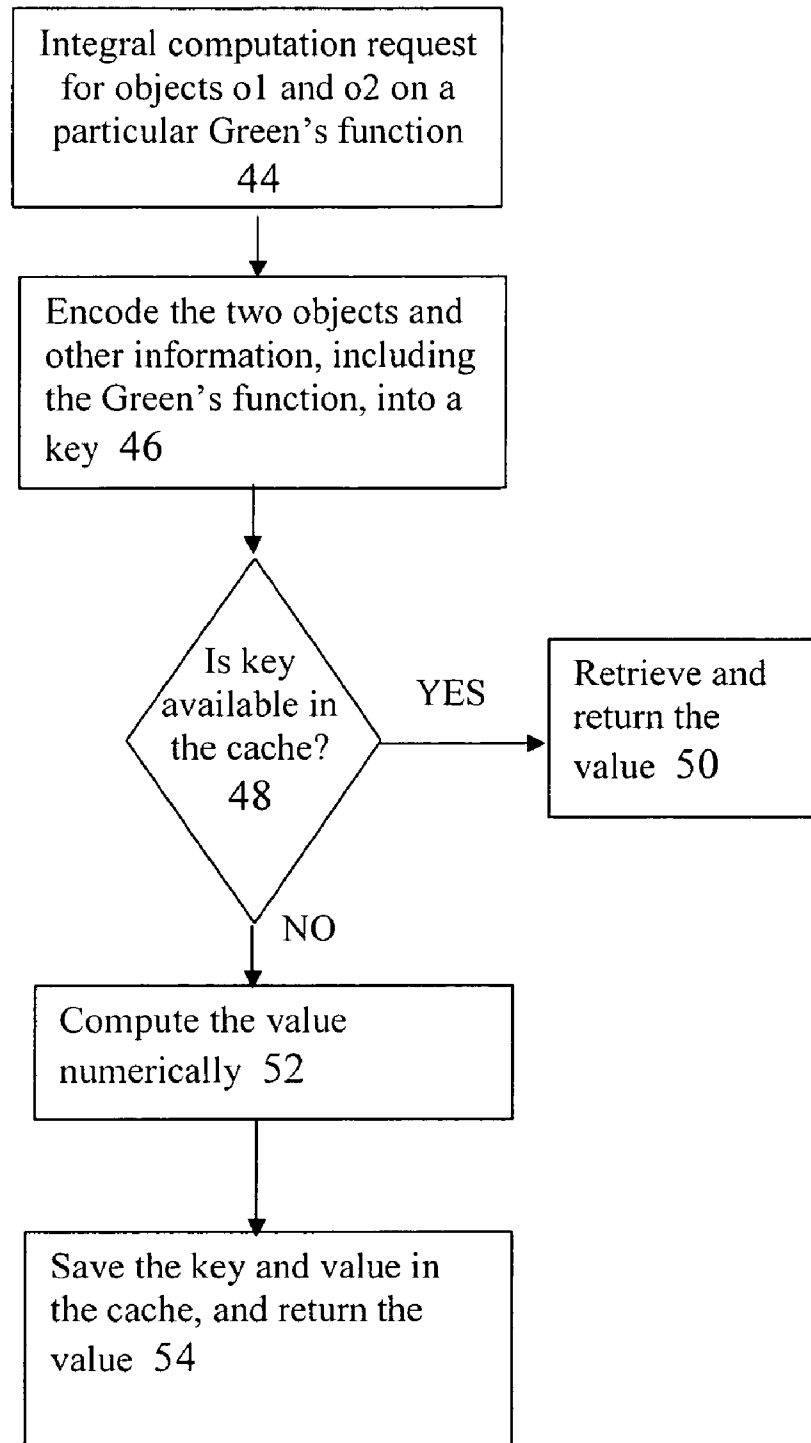 Integral computation request
for objects o1 and o2 on a
particular Green's function
44
Encode the two objects and
other information, including
the Green's function, into a
key 46
Is key
available in
the cache?
48
YES
Retrieve and
return the
value 50
NO
Compute the value
numerically 52
Save the key and value in
the cache, and return the
value 54